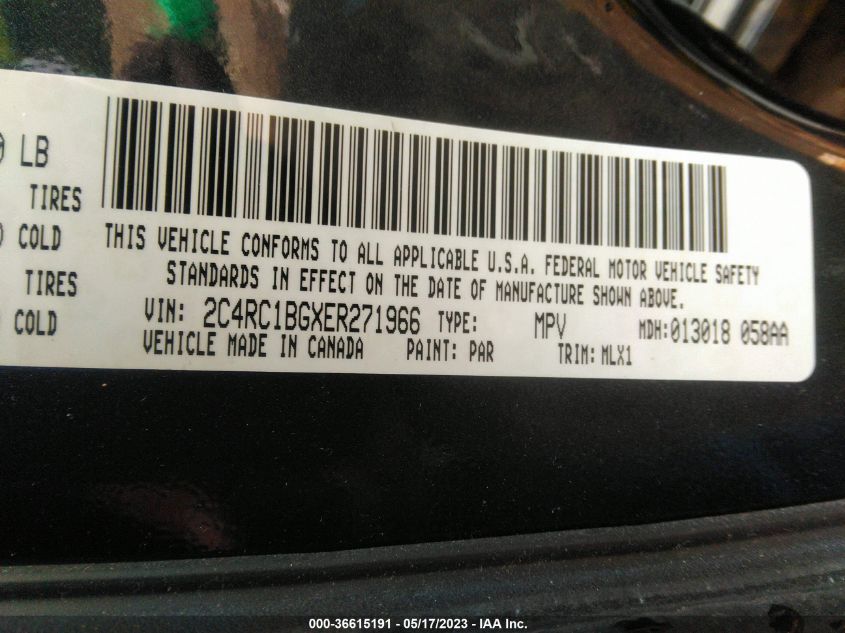 0 LB
TIRES
COLD
TIRES
COLD
THIS VEHICLE CONFORMS TO ALL APPLICABLE U.S.A. FEDERAL MOTOR VEHICLE SAFETY
STANDARDS IN EFFECT ON THE DATE OF MANUFACTURE SHOWN ABOVE.
VIN: 2C4RC1BGXER271966 TYPE: MPV MDH:013018 058AA
VEHICLE MADE IN CANADA PAINT: PAR TRIM: MLX1
000-36615191 - 05/17/2023 - IAA Inc.